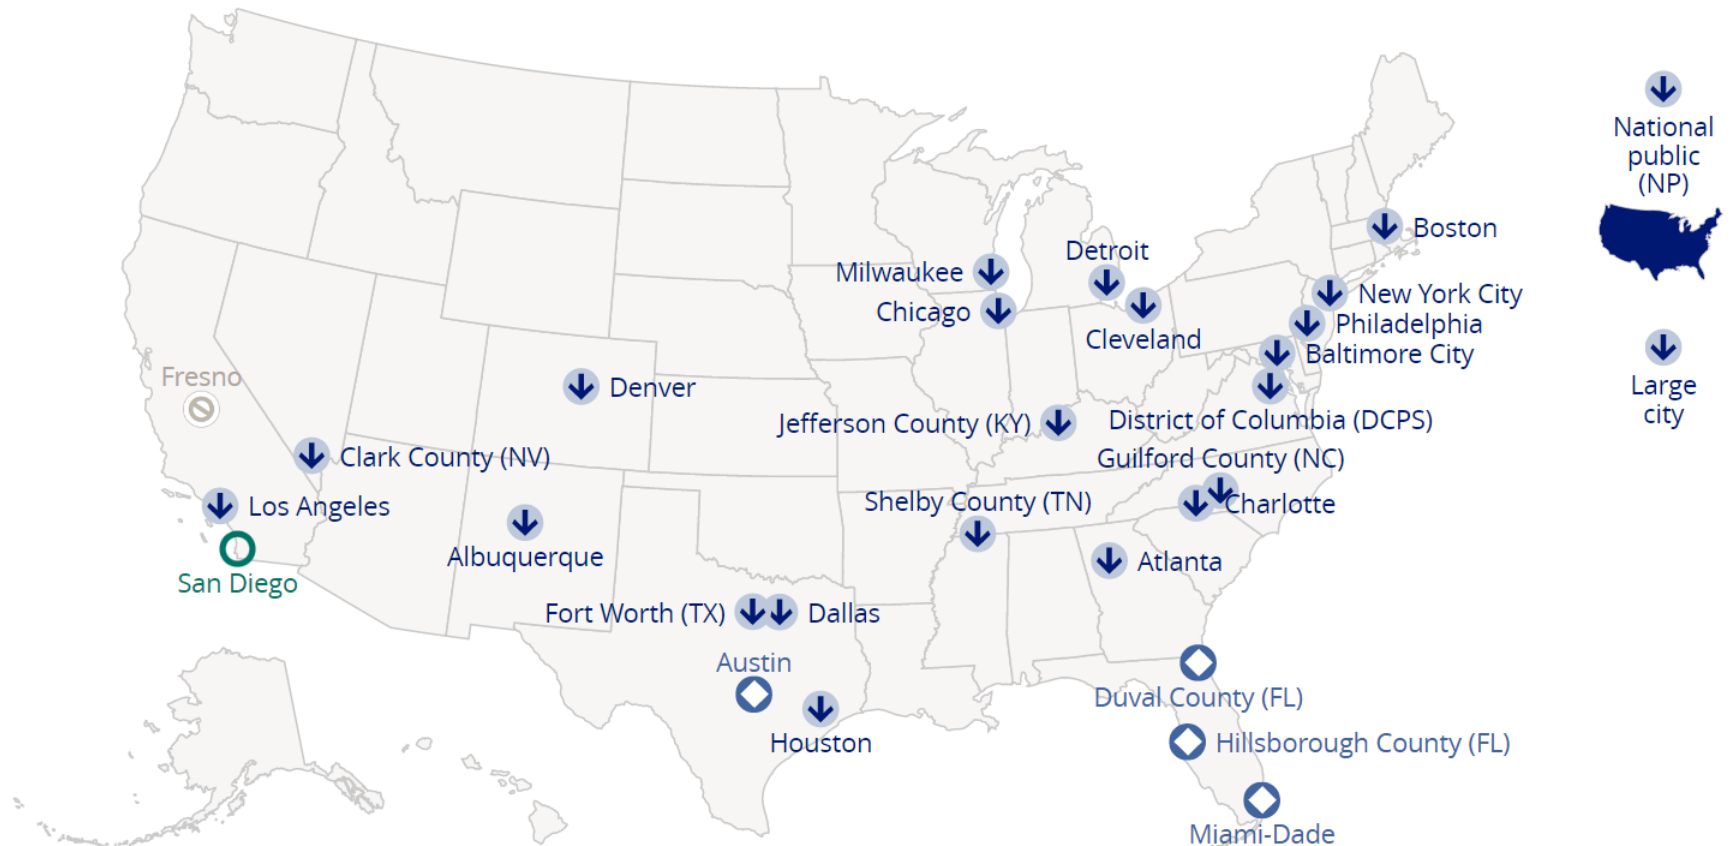 National
public
(NP)
Boston
Detroit
Milwaukee
New York City
Chicago
Philadelphia
Cleveland
Baltimore City
Fresno
Denver
Large
city
Jefferson County (KY)
District of Columbia (DCPS)
Clark County (NV)
Guilford County (NC)
Los Angeles
Shelby County (TN)
Charlotte
Albuquerque
Atlanta
San Diego
Fort Worth (TX)
Dallas
Austin
Duval County (FL)
Houston
Hillsborough County (FL)
Miami-Dade